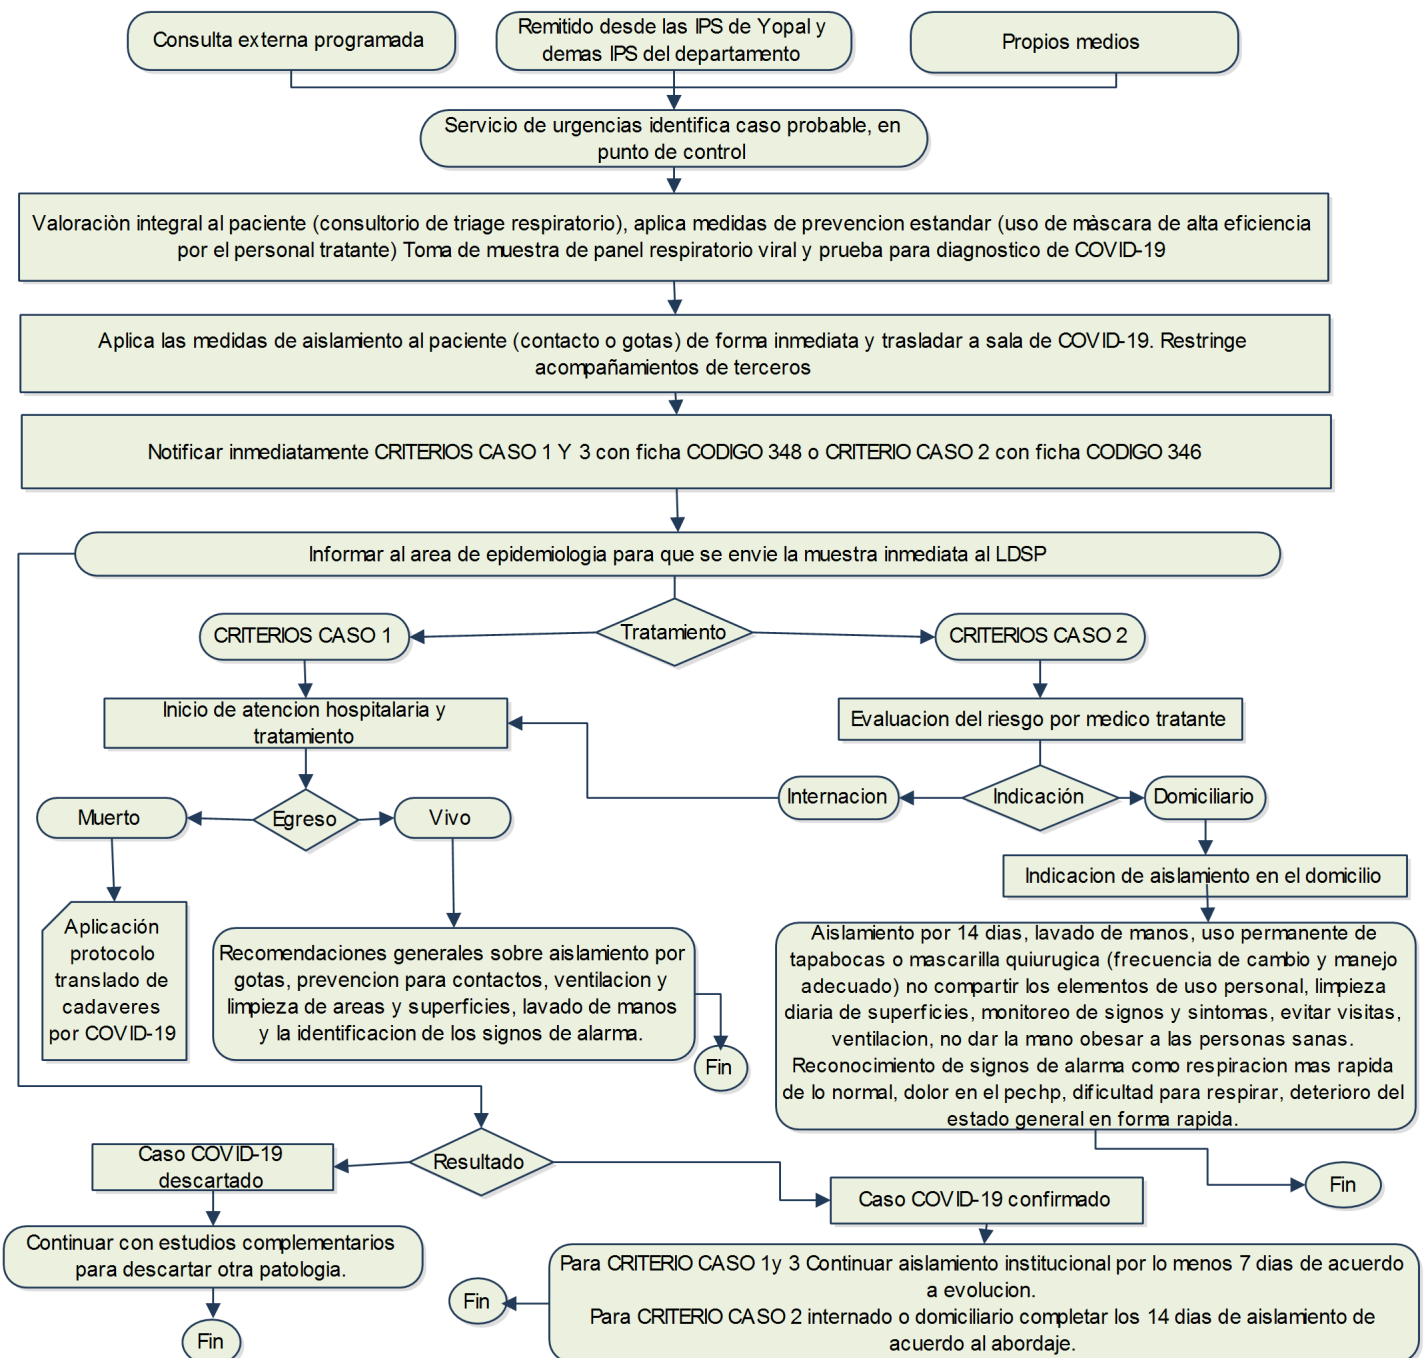 Consulta externa programada
Remitido desde las IPS de Yopal y
demas IPS del departamento
Propios medios
Servicio de urgencias identifica caso probable, en
punto de control
Valoraciòn integral al paciente (consultorio de triage respiratorio), aplica medidas de prevencion estandar (uso de màscara de alta eficiencia
por el personal tratante) Toma de muestra de panel respiratorio viral y prueba para diagnostico de COVID-19
Aplica las medidas de aislamiento al paciente (contacto o gotas) de forma inmediata y trasladar a sala de COVID-19. Restringe
acompañamientos de terceros
Notificar inmediatamente CRITERIOS CASO 1 Y 3 con ficha CODIGO 348 o CRITERIO CASO 2 con ficha CODIGO 346
Informar al area de epidemiologia para que se envie la muestra inmediata al LDSP
CRITERIOS CASO 1
Tratamiento
CRITERIOS CASO 2
Inicio de atencion hospitalaria y
tratamiento
Evaluacion del riesgo por medico tratante
Internacion
Indicación
Domiciliario
Muerto
Egreso
Vivo
Indicacion de aislamiento en el domicilio
Aplicación
protocolo
translado de
cadaveres
por COVID-19
Recomendaciones generales sobre aislamiento por
gotas, prevencion para contactos, ventilacion y
limpieza de areas y superficies, lavado de manos
y la identificacion de los signos de alarma.
Fin
Aislamiento por 14 dias, lavado de manos, uso permanente de
tapabocas o mascarilla quiurugica (frecuencia de cambio y manejo
adecuado) no compartir los elementos de uso personal, limpieza
diaria de superficies, monitoreo de signos y sintomas, evitar visitas,
ventilacion, no dar la mano obesar a las personas sanas.
Reconocimiento de signos de alarma como respiracion mas rapida
de lo normal, dolor en el pechp, dificultad para respirar, deterioro del
estado general en forma rapida.
Fin
Caso COVID-19
descartado
Resultado
Caso COVID-19 confirmado
Continuar con estudios complementarios
para descartar otra patologia.
Fin
Para CRITERIO CASO 1y 3 Continuar aislamiento institucional por lo menos 7 dias de acuerdo
a evolucion.
Para CRITERIO CASO 2 internado o domiciliario completar los 14 dias de aislamiento de
acuerdo al abordaje.
Fin